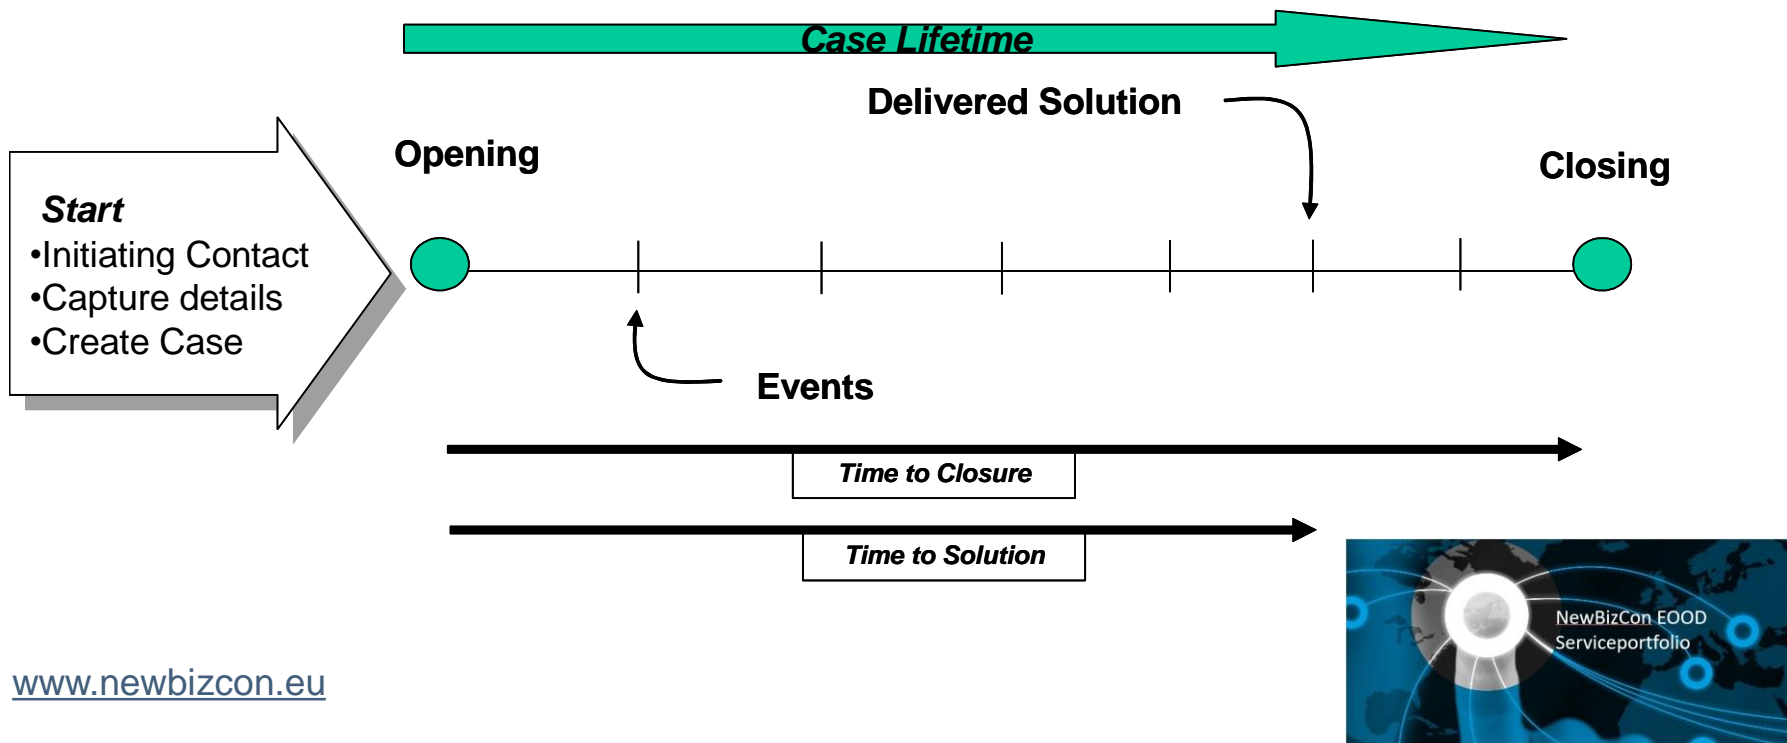 Case Lifetime
Delivered Solution
Opening
Closing
Start
•Initiating Contact
•Capture details
•Create Case
Events
Time to Closure
Time to Solution
NewBizCon EOOD
Serviceportfolio
www.newbizcon.eu